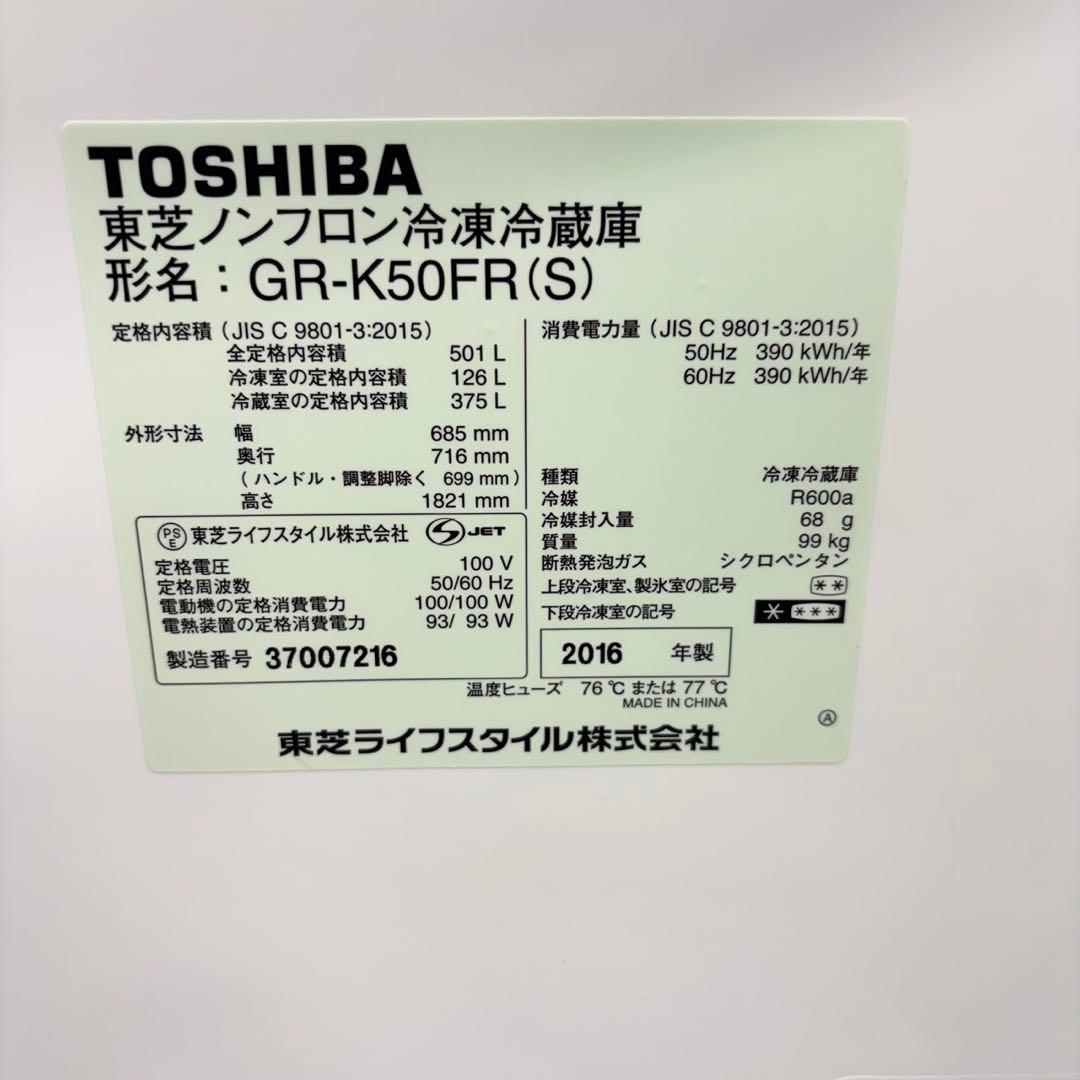 TOSHIBA
東芝ノンフロン冷凍冷蔵庫
形名：GR-K50FR(S)
定格内容積 (JIS C 9801-3:2015)
全定格内容積 501 L
冷凍室の定格内容積 126 L
冷蔵室の定格内容積 375 L
外形寸法 幅 685 mm
奥行 716 mm
(ハンドル・調整脚除く 699 mm)
高さ 1821 mm
PS E 東芝ライフスタイル株式会社 JET
定格電圧 100 V
定格周波数 50/60 Hz
電動機の定格消費電力 100/100 W
電熱装置の定格消費電力 93/ 93 W
製造番号 37007216
消費電力量 (JIS C 9801-3:2015)
50Hz 390 kWh/年
60Hz 390 kWh/年
種類 冷凍冷蔵庫
冷媒 R600a
冷媒封入量 68 g
質量 99 kg
断熱発泡ガス シクロペンタン
上段冷凍室、製氷室の記号 **
下段冷凍室の記号 * ***
2016 年製
温度ヒューズ 76 ℃ または 77 ℃
MADE IN CHINA
Ⓐ
東芝ライフスタイル株式会社